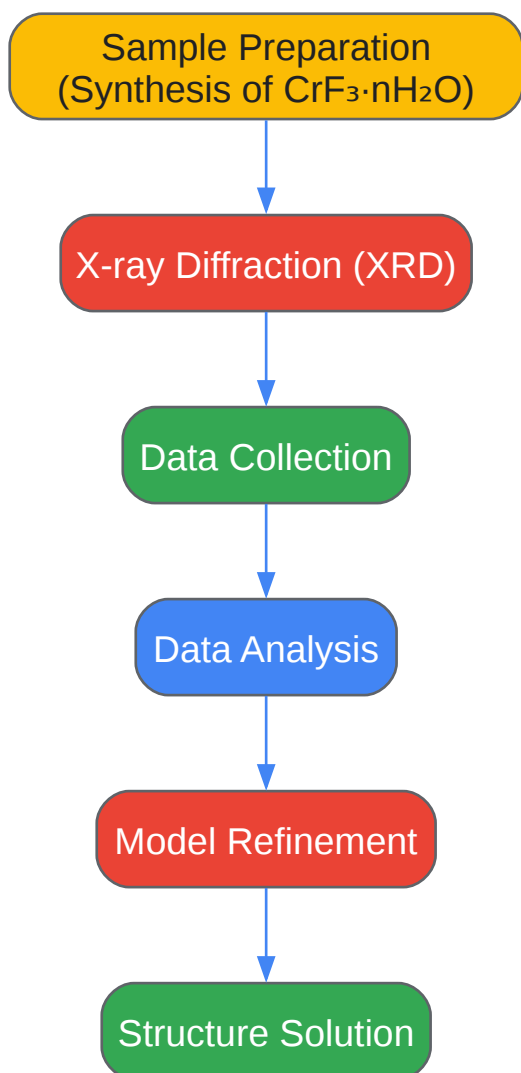 Sample Preparation
(Synthesis of CrF₃·nH₂O)
X-ray Diffraction (XRD)
Data Collection
Data Analysis
Model Refinement
Structure Solution